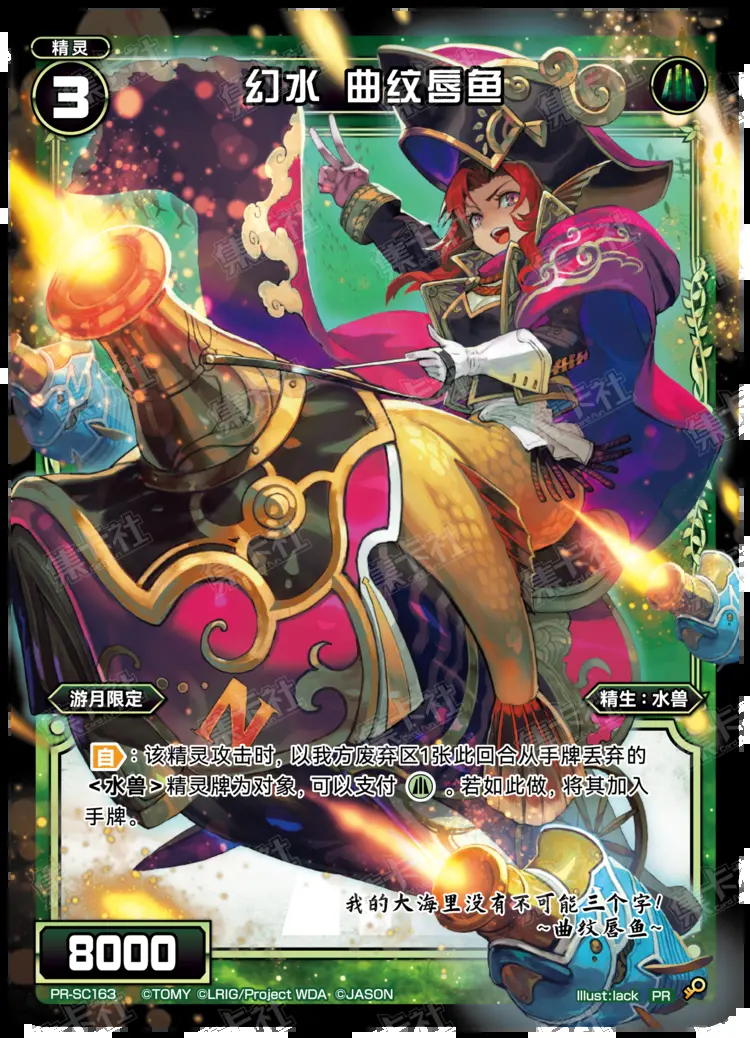 精灵
3
幻水 曲纹唇鱼
游月限定
精生：水兽
自：该精灵攻击时，以我方废弃区1张此回合从手牌丢弃的
<水兽>精灵牌为对象，可以支付 。若如此做，将其加入
手牌。
我的大海里没有不可能三个字！
~曲纹唇鱼~
8000
PR-SC163 ©TOMY ©LRIG/Project WDA ©JASON Illust:lack PR
集卡社